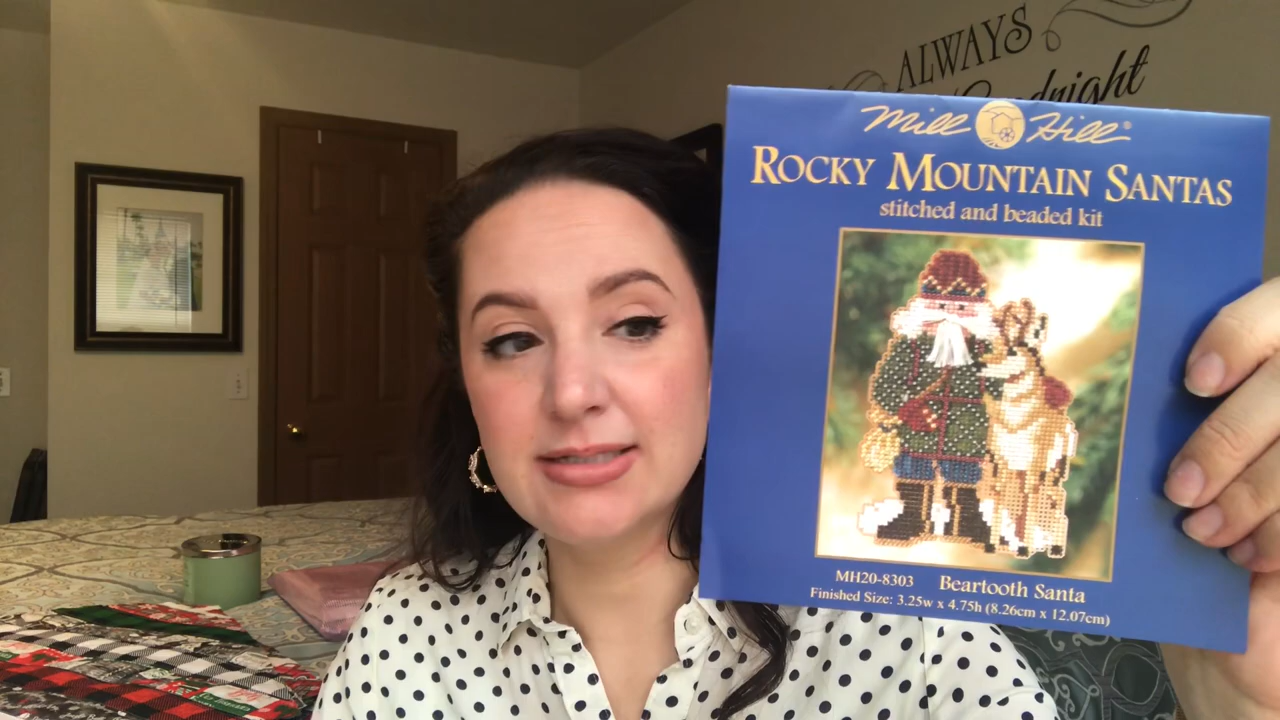 ALWAYS
Goodnight
Mill Hill®
ROCKY MOUNTAIN SANTAS
stitched and beaded kit
MH20-8303 Beartooth Santa
Finished Size: 3.25w x 4.75h (8.26cm x 12.07cm)